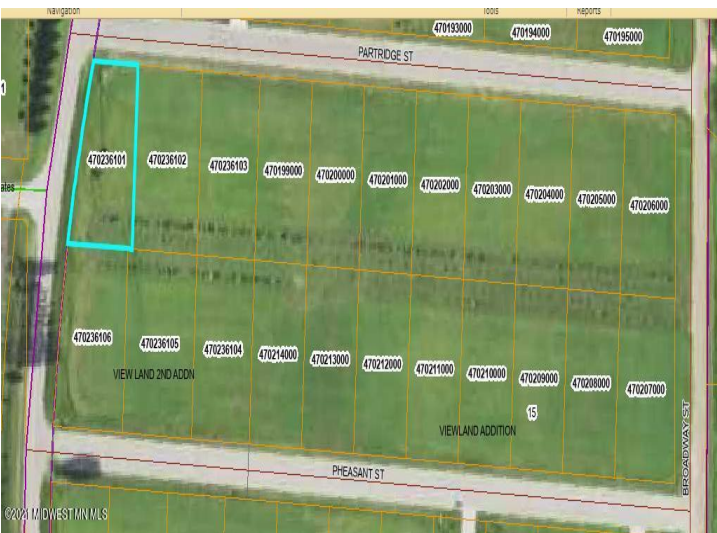 Navigation
Tools
Reports
470193000
470194000
470195000
PARTRIDGE ST
1
ates
470236101
470236102
470236103
470199000
470200000
470201000
470202000
470203000
470204000
470205000
470206000
470236106
470236105
470236104
470214000
470213000
470212000
470211000
470210000
470209000
470208000
470207000
VIEW LAND 2ND ADDN
15
VIEWLAND ADDITION
BROADWAY ST
PHEASANT ST
©2021 MIDWEST MN MLS